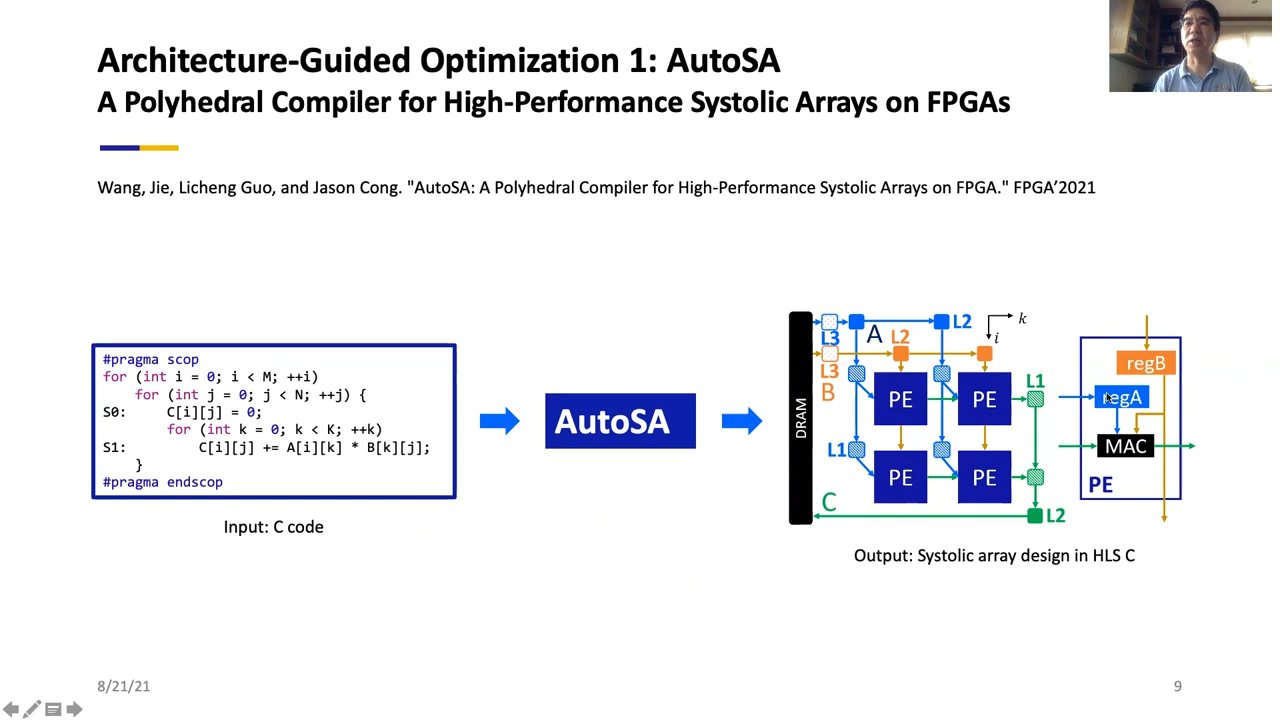 Architecture-Guided Optimization 1: AutoSA
A Polyhedral Compiler for High-Performance Systolic Arrays on FPGAs
Wang, Jie, Licheng Guo, and Jason Cong. "AutoSA: A Polyhedral Compiler for High-Performance Systolic Arrays on FPGA." FPGA’2021
#pragma scop
for (int i = 0; i < M; ++i)
for (int j = 0; j < N; ++j) {
S0: C[i][j] = 0;
for (int k = 0; k < K; ++k)
S1: C[i][j] += A[i][k] * B[k][j];
}
#pragma endscop
Input: C code
AutoSA
DRAM
L3
A
L2
L2
k
i
L3
B
PE
PE
L1
L1
PE
PE
C
L2
regB
regA
MAC
PE
Output: Systolic array design in HLS C
8/21/21
9